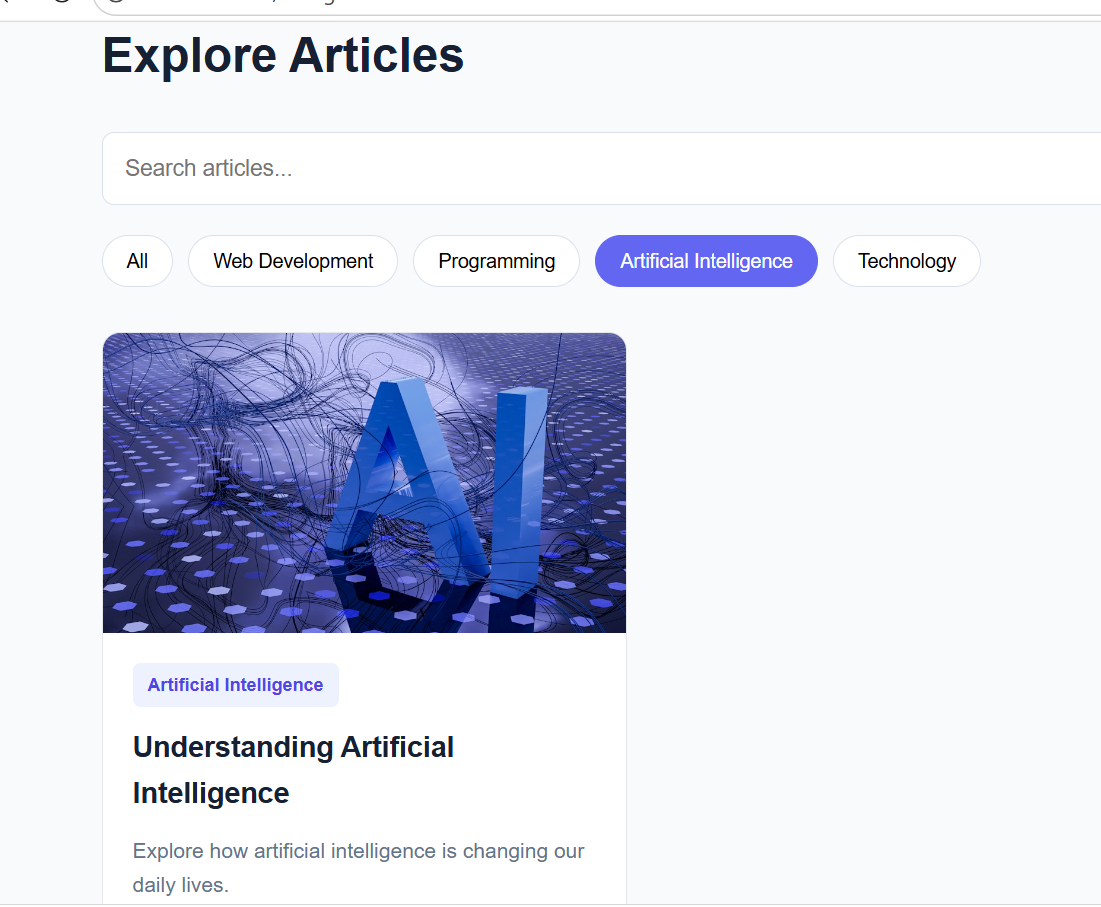 Explore Articles
Search articles...
All
Web Development
Programming
Artificial Intelligence
Technology
AI
Artificial Intelligence
Understanding Artificial
Intelligence
Explore how artificial intelligence is changing our
daily lives.